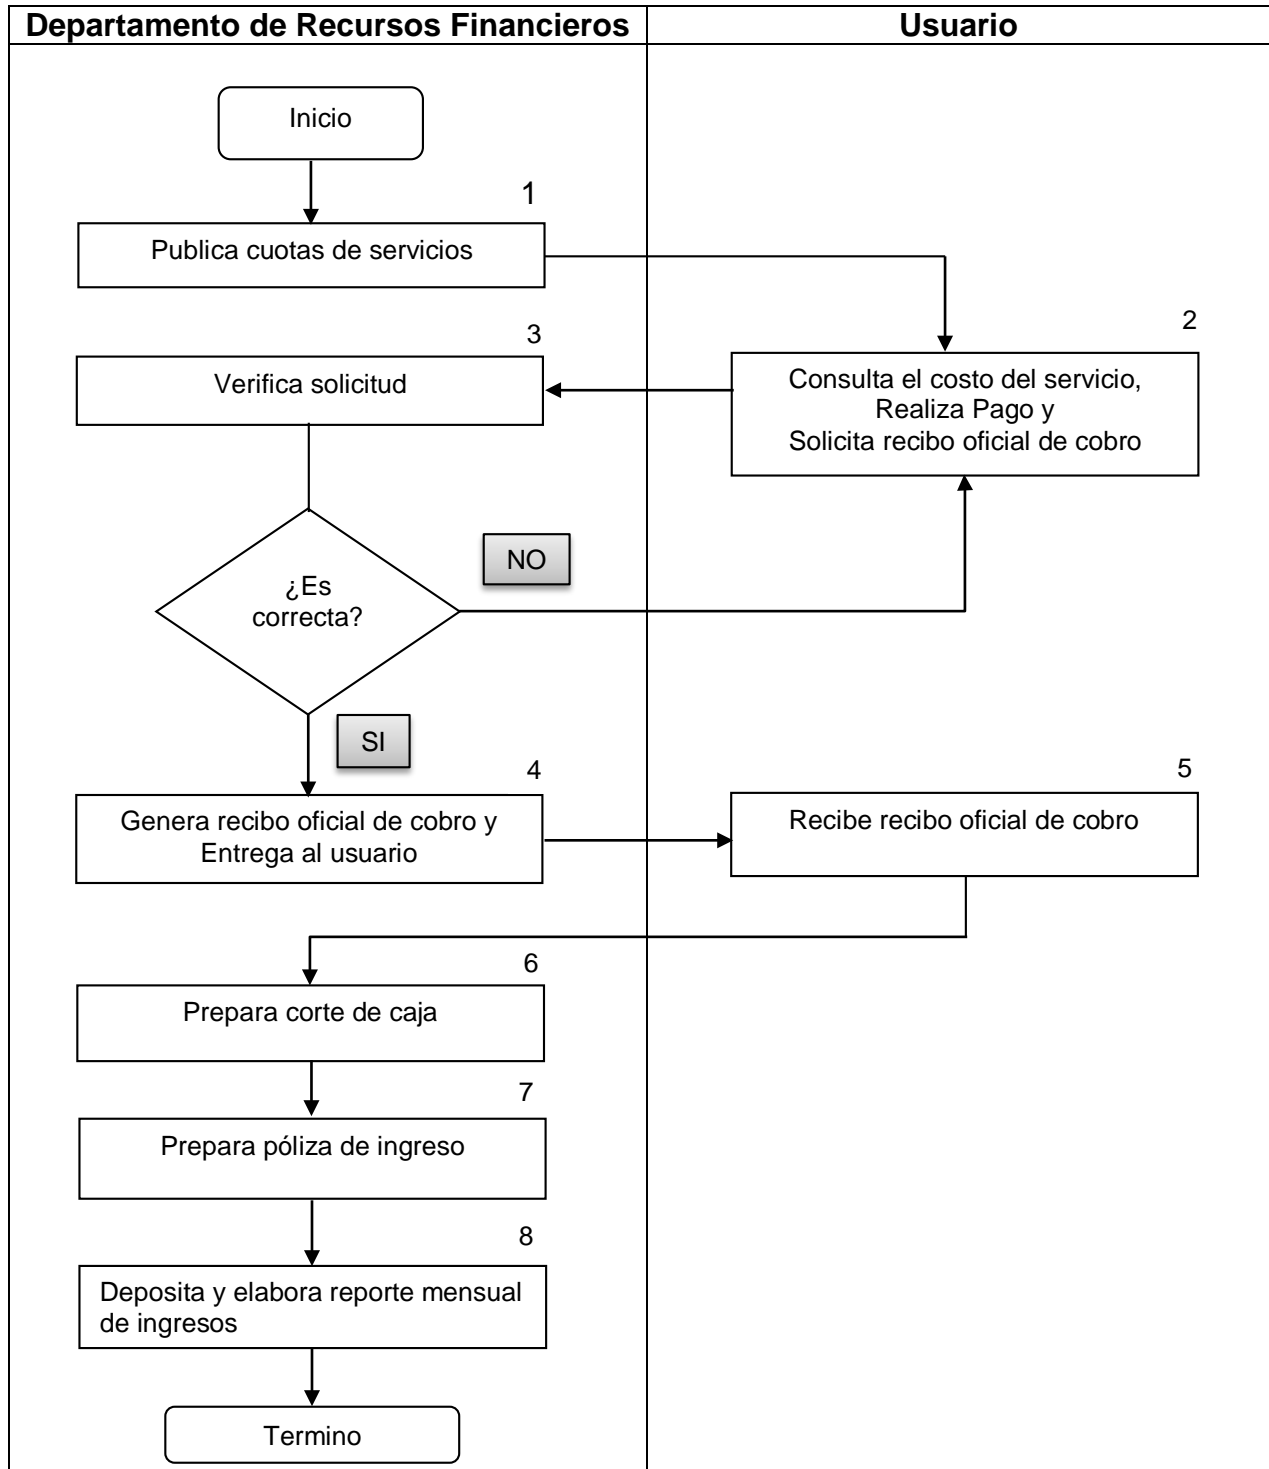 Departamento de Recursos Financieros
Usuario
Inicio
1
Publica cuotas de servicios
2
Consulta el costo del servicio,
Realiza Pago y
Solicita recibo oficial de cobro
3
Verifica solicitud
¿Es
correcta?
NO
SI
4
Genera recibo oficial de cobro y
Entrega al usuario
5
Recibe recibo oficial de cobro
6
Prepara corte de caja
7
Prepara póliza de ingreso
8
Deposita y elabora reporte mensual
de ingresos
Termino